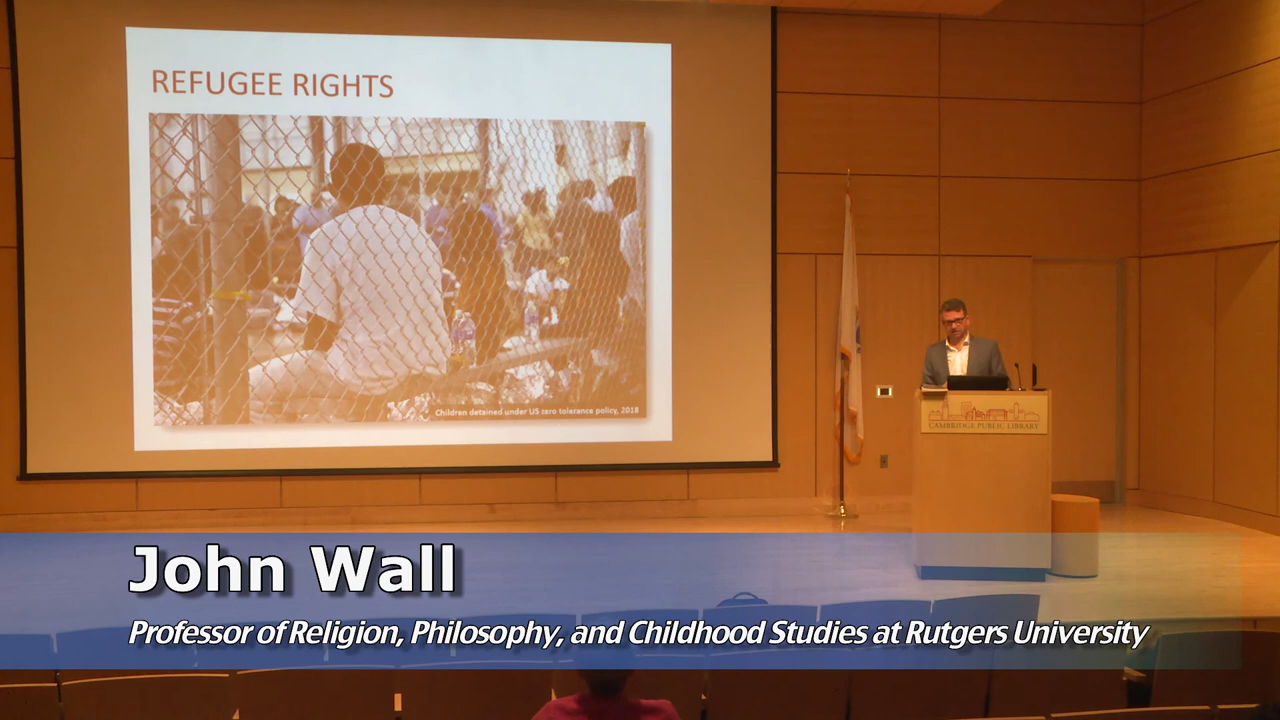 REFUGEE RIGHTS
Children detained under US zero tolerance policy, 2018
CAMBRIDGE PUBLIC LIBRARY
John Wall
Professor of Religion, Philosophy, and Childhood Studies at Rutgers University